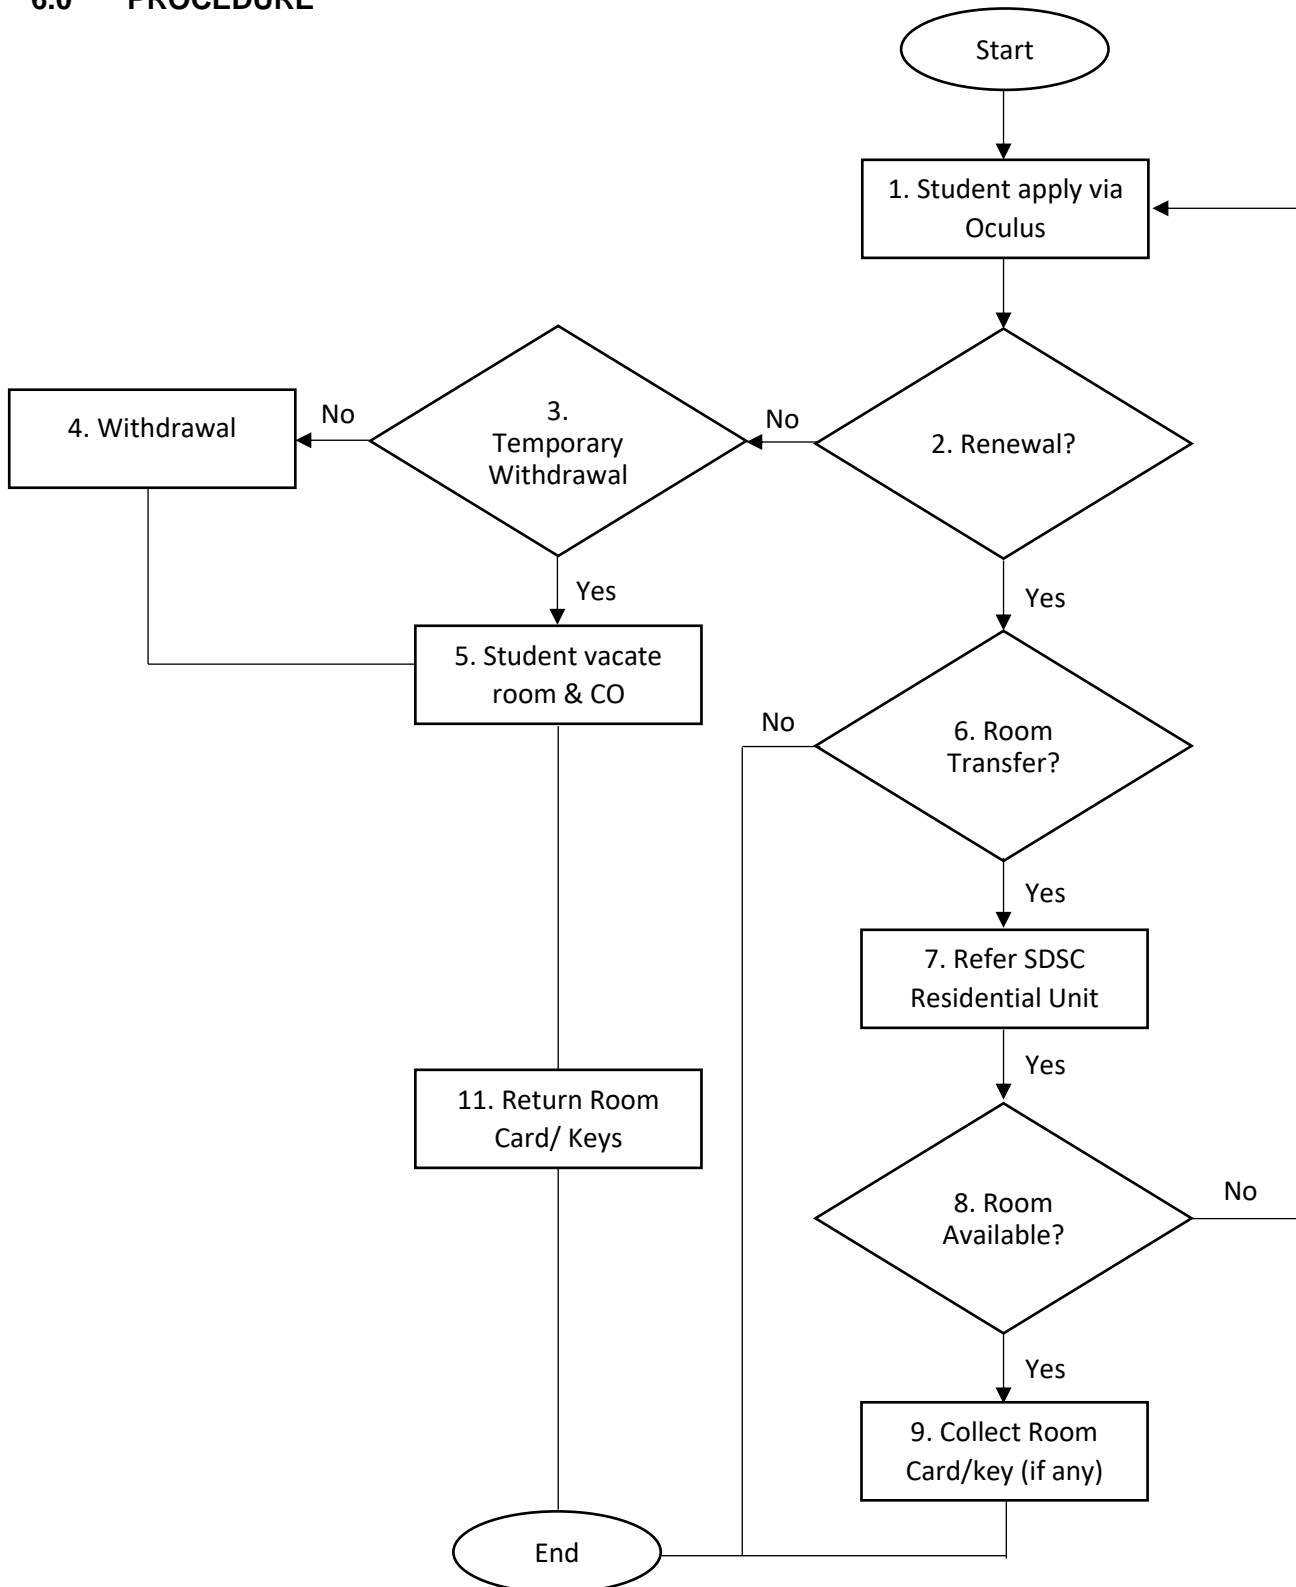 6.0 PROCEDURE
Start
1. Student apply via
Oculus
2. Renewal?
No
3.
Temporary
Withdrawal
No
4. Withdrawal
Yes
5. Student vacate
room & CO
Yes
6. Room
Transfer?
No
Yes
7. Refer SDSC
Residential Unit
Yes
11. Return Room
Card/ Keys
8. Room
Available?
No
Yes
9. Collect Room
Card/key (if any)
End